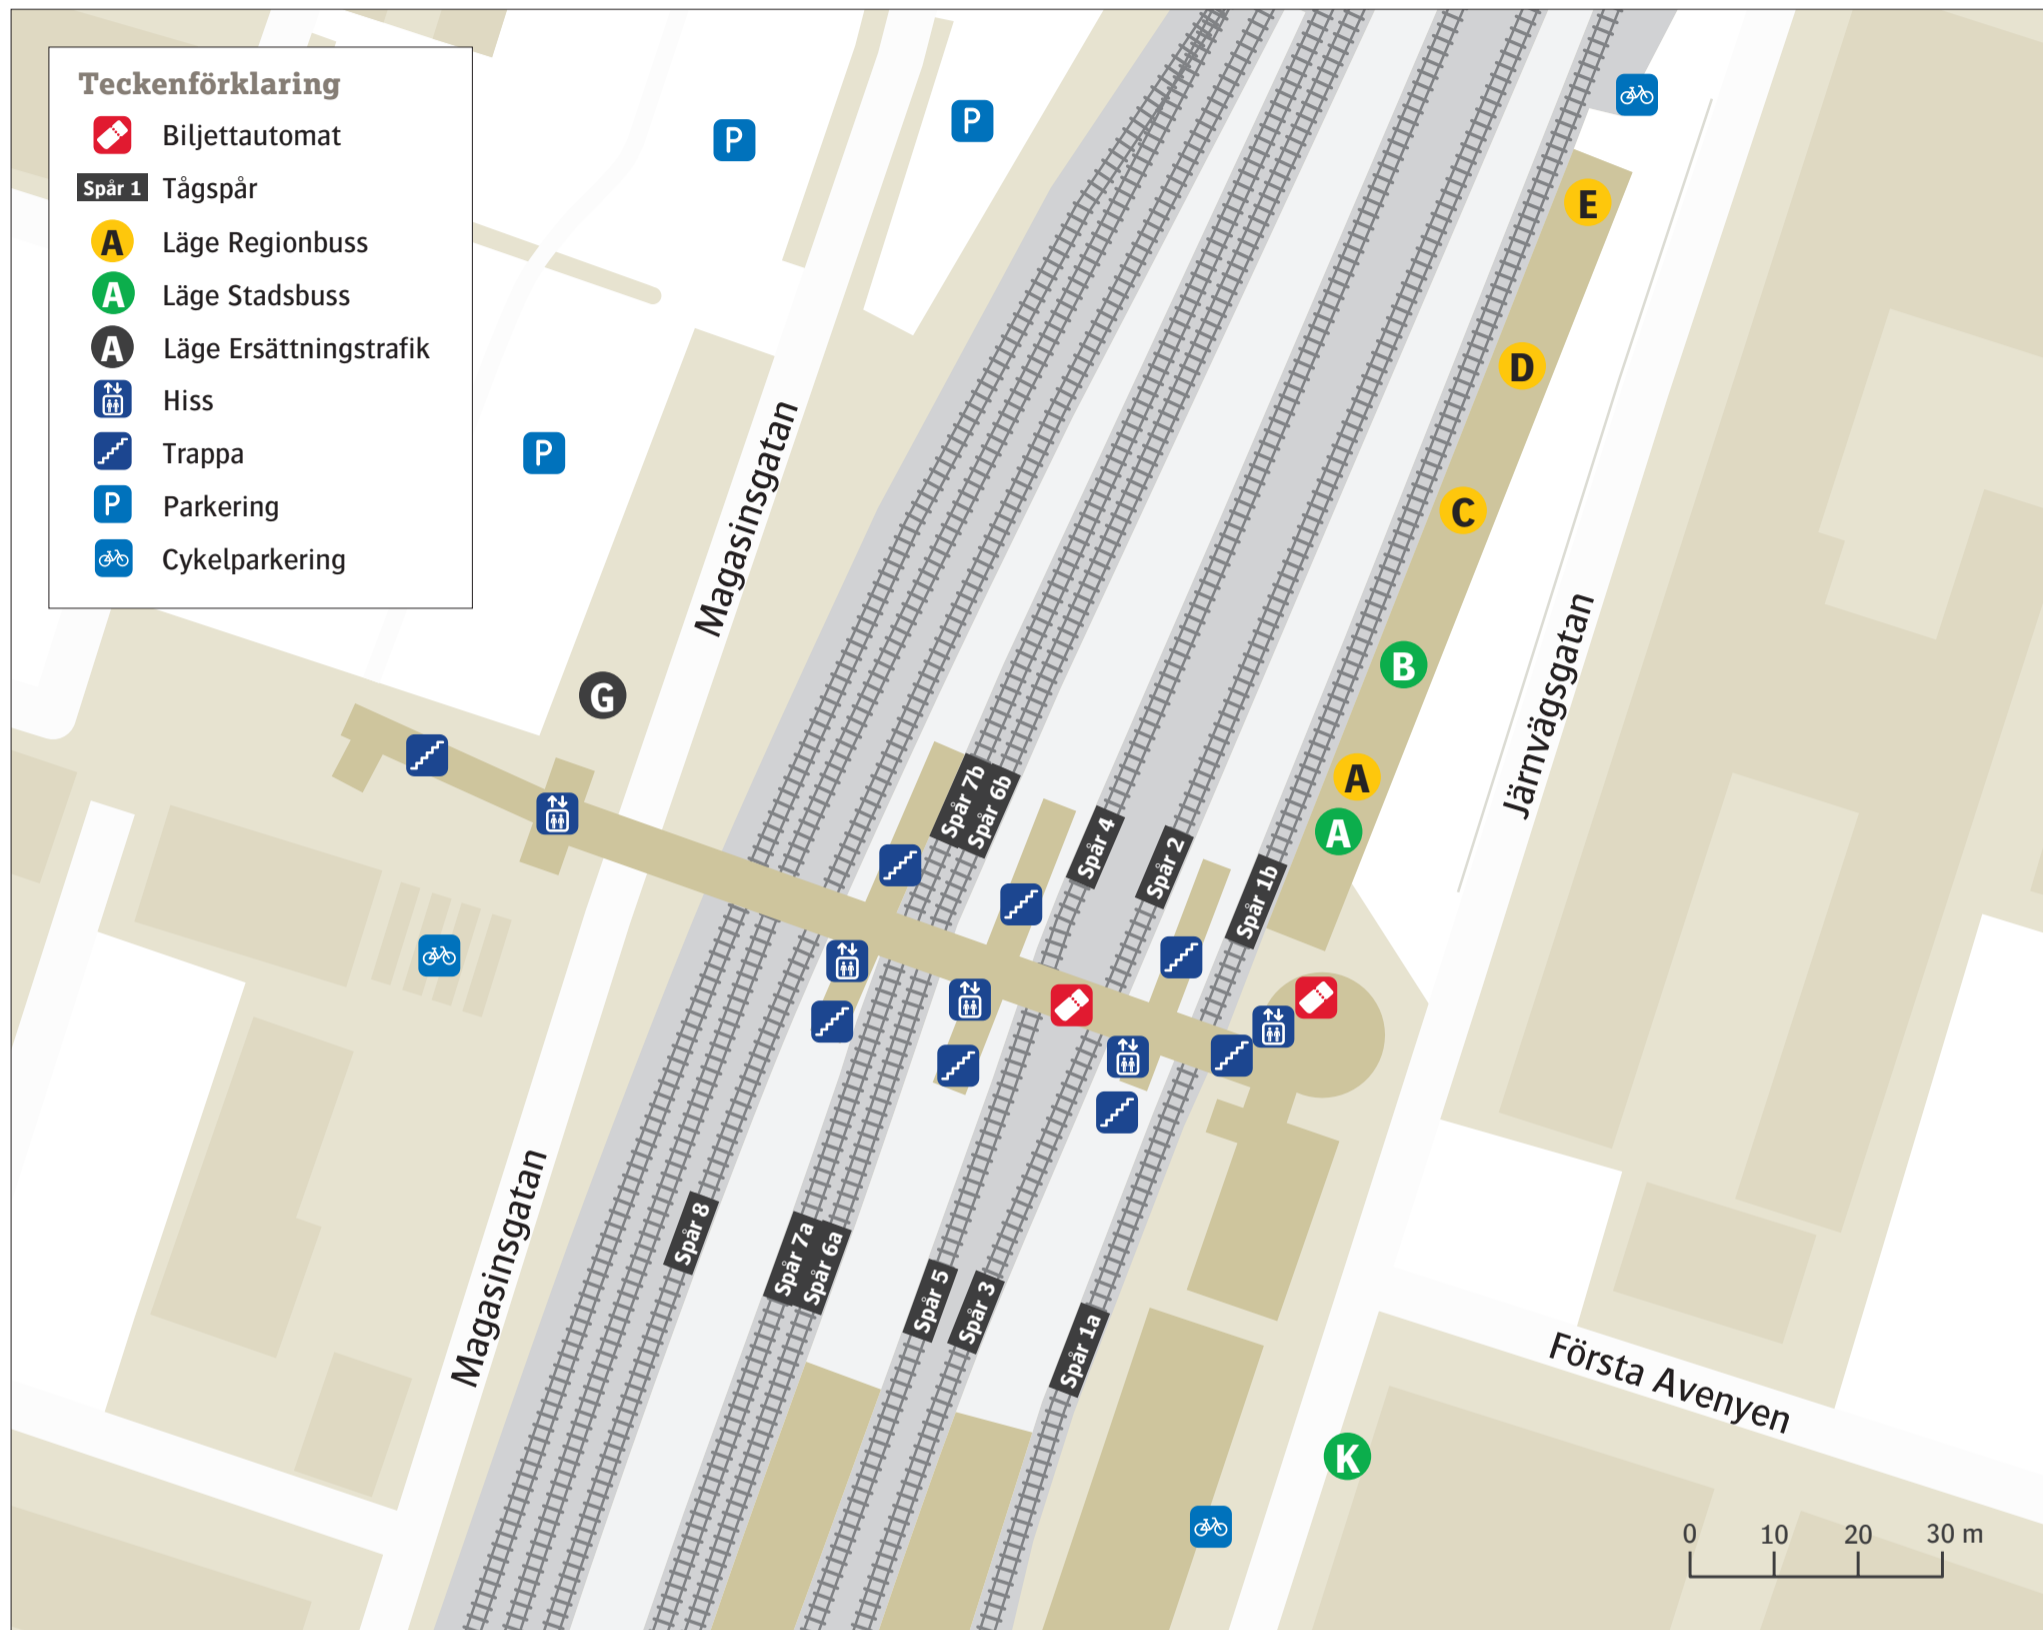 Teckenförklaring
Biljettautomat
Spår 1 Tågspår
A Läge Regionbuss
A Läge Stadsbuss
A Läge Ersättningstrafik
Hiss
Trappa
P Parkering
Cykelparkering
P
P
P
E
D
C
B
A
A
G
Magasinsgatan
Järnvägsgatan
Spår 7b
Spår 6b
Spår 4
Spår 2
Spår 1b
Spår 8
Spår 7a
Spår 6a
Spår 5
Spår 3
Spår 1a
Magasinsgatan
Första Avenyen
K
0 10 20 30 m